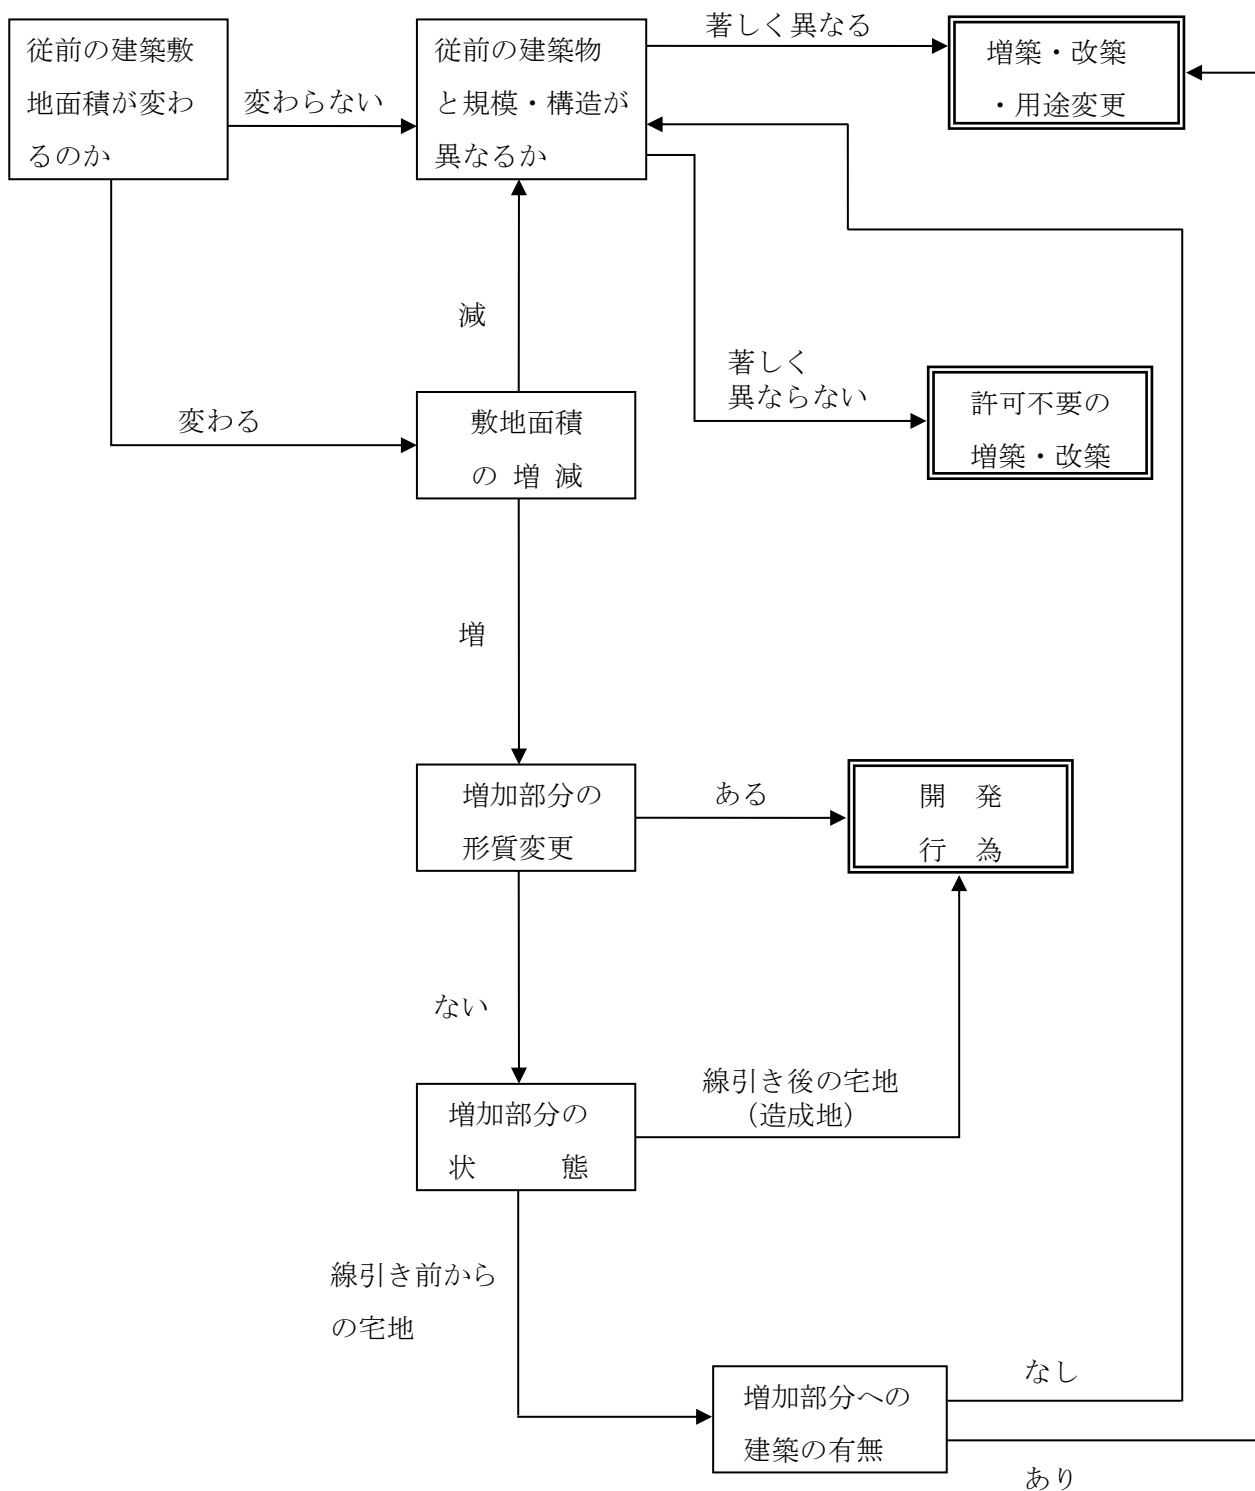 従前の建築敷
地面積が変わ
るのか
変わらない
従前の建築物
と規模・構造が
異なるか
著しく異なる
増築・改築
・用途変更
減
著しく
異ならない
許可不要の
増築・改築
変わる
敷地面積
の 増 減
増
増加部分の
形質変更
ある
開 発
行 為
ない
増加部分の
状 態
線引き後の宅地
（造成地）
線引き前から
の宅地
増加部分への
建築の有無
なし
あり